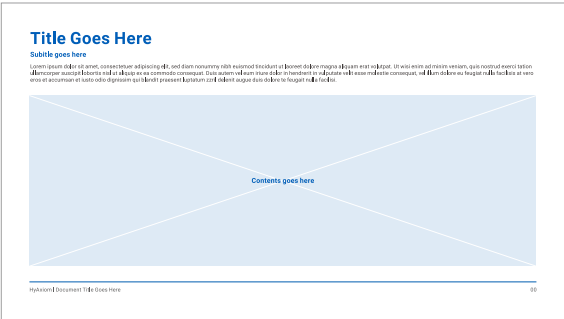 Title Goes Here
Subitle goes here
Lorem ipsum dolor sit amet, consectetuer adipiscing elit, sed diam nonummy nibh euismod tincidunt ut laoreet dolore magna aliquam erat volutpat. Ut wisi enim ad minim veniam, quis nostrud exerci tation
ullamcorper suscipit lobortis nisl ut aliquip ex ea commodo consequat. Duis autem vel eum iriure dolor in hendrerit in vulputate velit esse molestie consequat, vel illum dolore eu feugiat nulla facilisis at vero
eros et accumsan et iusto odio dignissim qui blandit praesent luptatum zzril delenit augue duis dolore te feugait nulla facilisi.
Contents goes here
HyAxiom | Document Title Goes Here
00